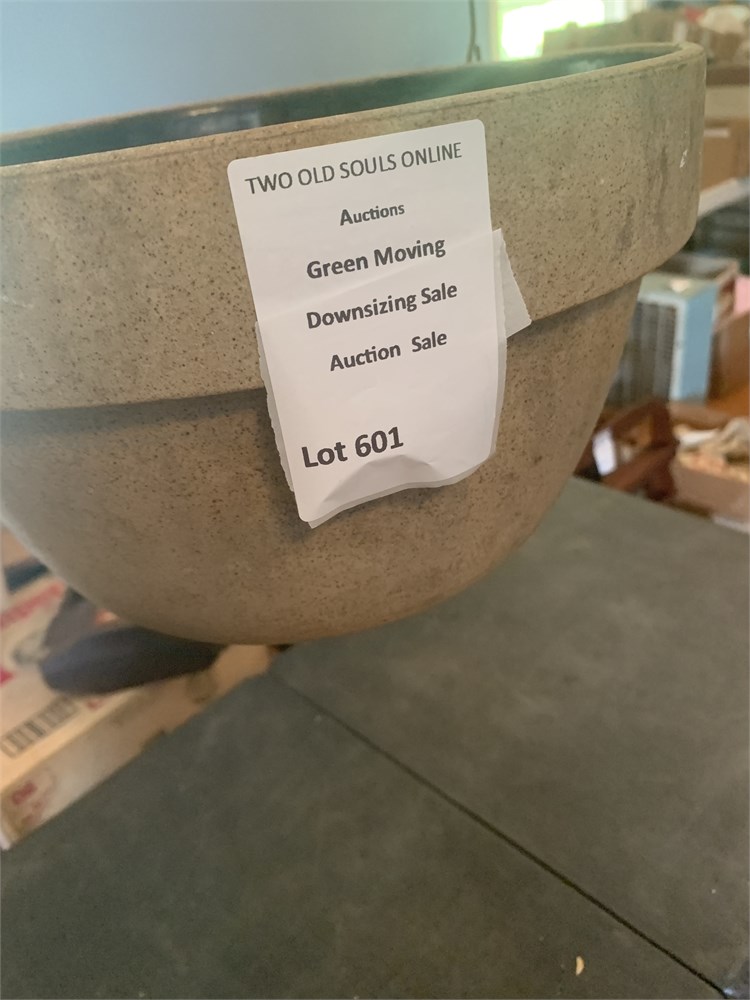 TWO OLD SOULS ONLINE
Auctions
Green Moving
Downsizing Sale
Auction Sale
Lot 601